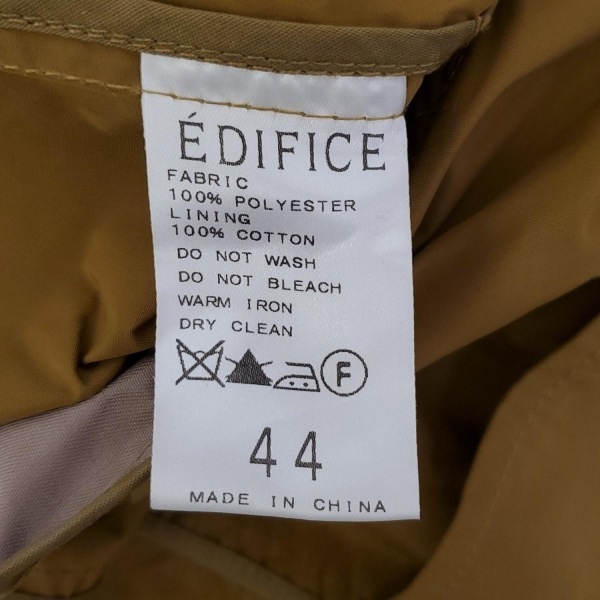 ÉDIFICE
FABRIC
100% POLYESTER
LINING
100% COTTON
DO NOT WASH
DO NOT BLEACH
WARM IRON
DRY CLEAN
F
44
MADE IN CHINA